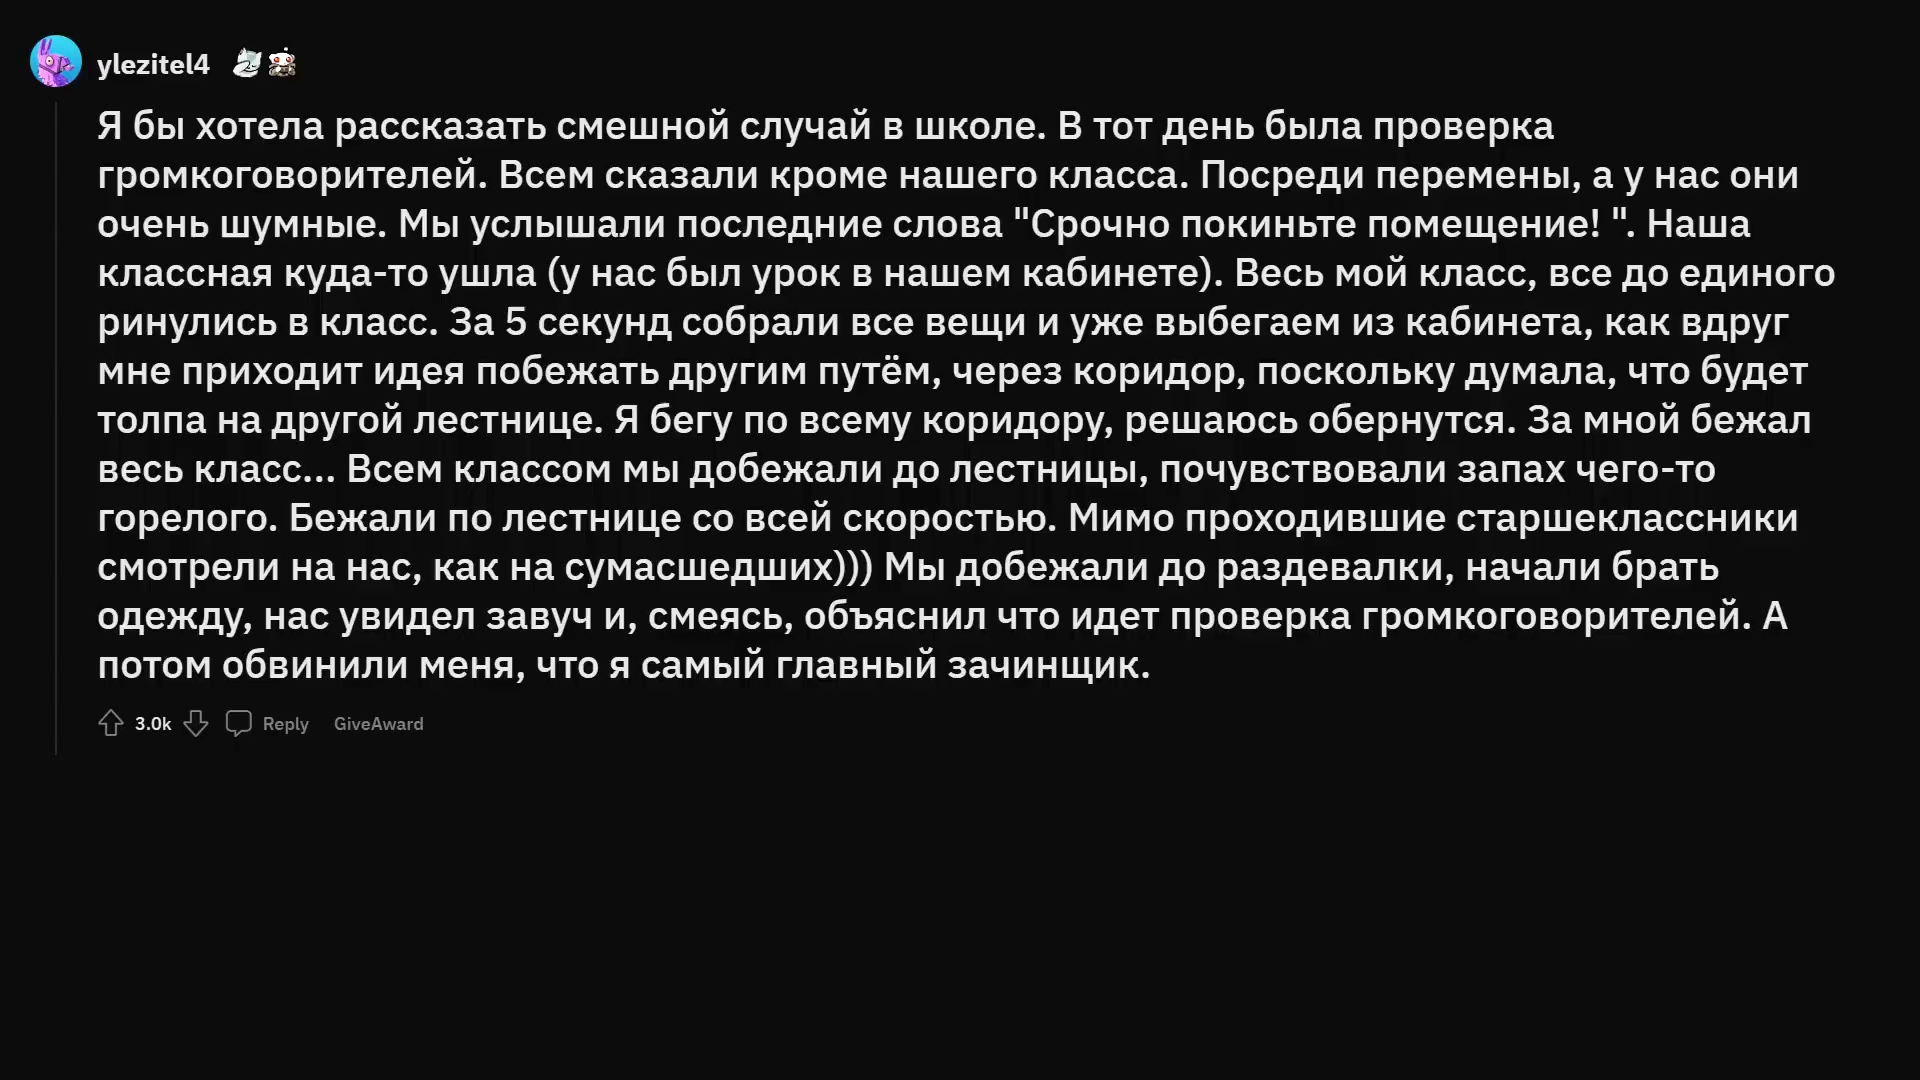 ylezitel4
Я бы хотела рассказать смешной случай в школе. В тот день была проверка
громкоговорителей. Всем сказали кроме нашего класса. Посреди перемены, а у нас они
очень шумные. Мы услышали последние слова "Срочно покиньте помещение! ". Наша
классная куда-то ушла (у нас был урок в нашем кабинете). Весь мой класс, все до единого
ринулись в класс. За 5 секунд собрали все вещи и уже выбегаем из кабинета, как вдруг
мне приходит идея побежать другим путём, через коридор, поскольку думала, что будет
толпа на другой лестнице. Я бегу по всему коридору, решаюсь обернутся. За мной бежал
весь класс... Всем классом мы добежали до лестницы, почувствовали запах чего-то
горелого. Бежали по лестнице со всей скоростью. Мимо проходившие старшеклассники
смотрели на нас, как на сумасшедших))) Мы добежали до раздевалки, начали брать
одежду, нас увидел завуч и, смеясь, объяснил что идет проверка громкоговорителей. А
потом обвинили меня, что я самый главный зачинщик.
3.0k Reply GiveAward